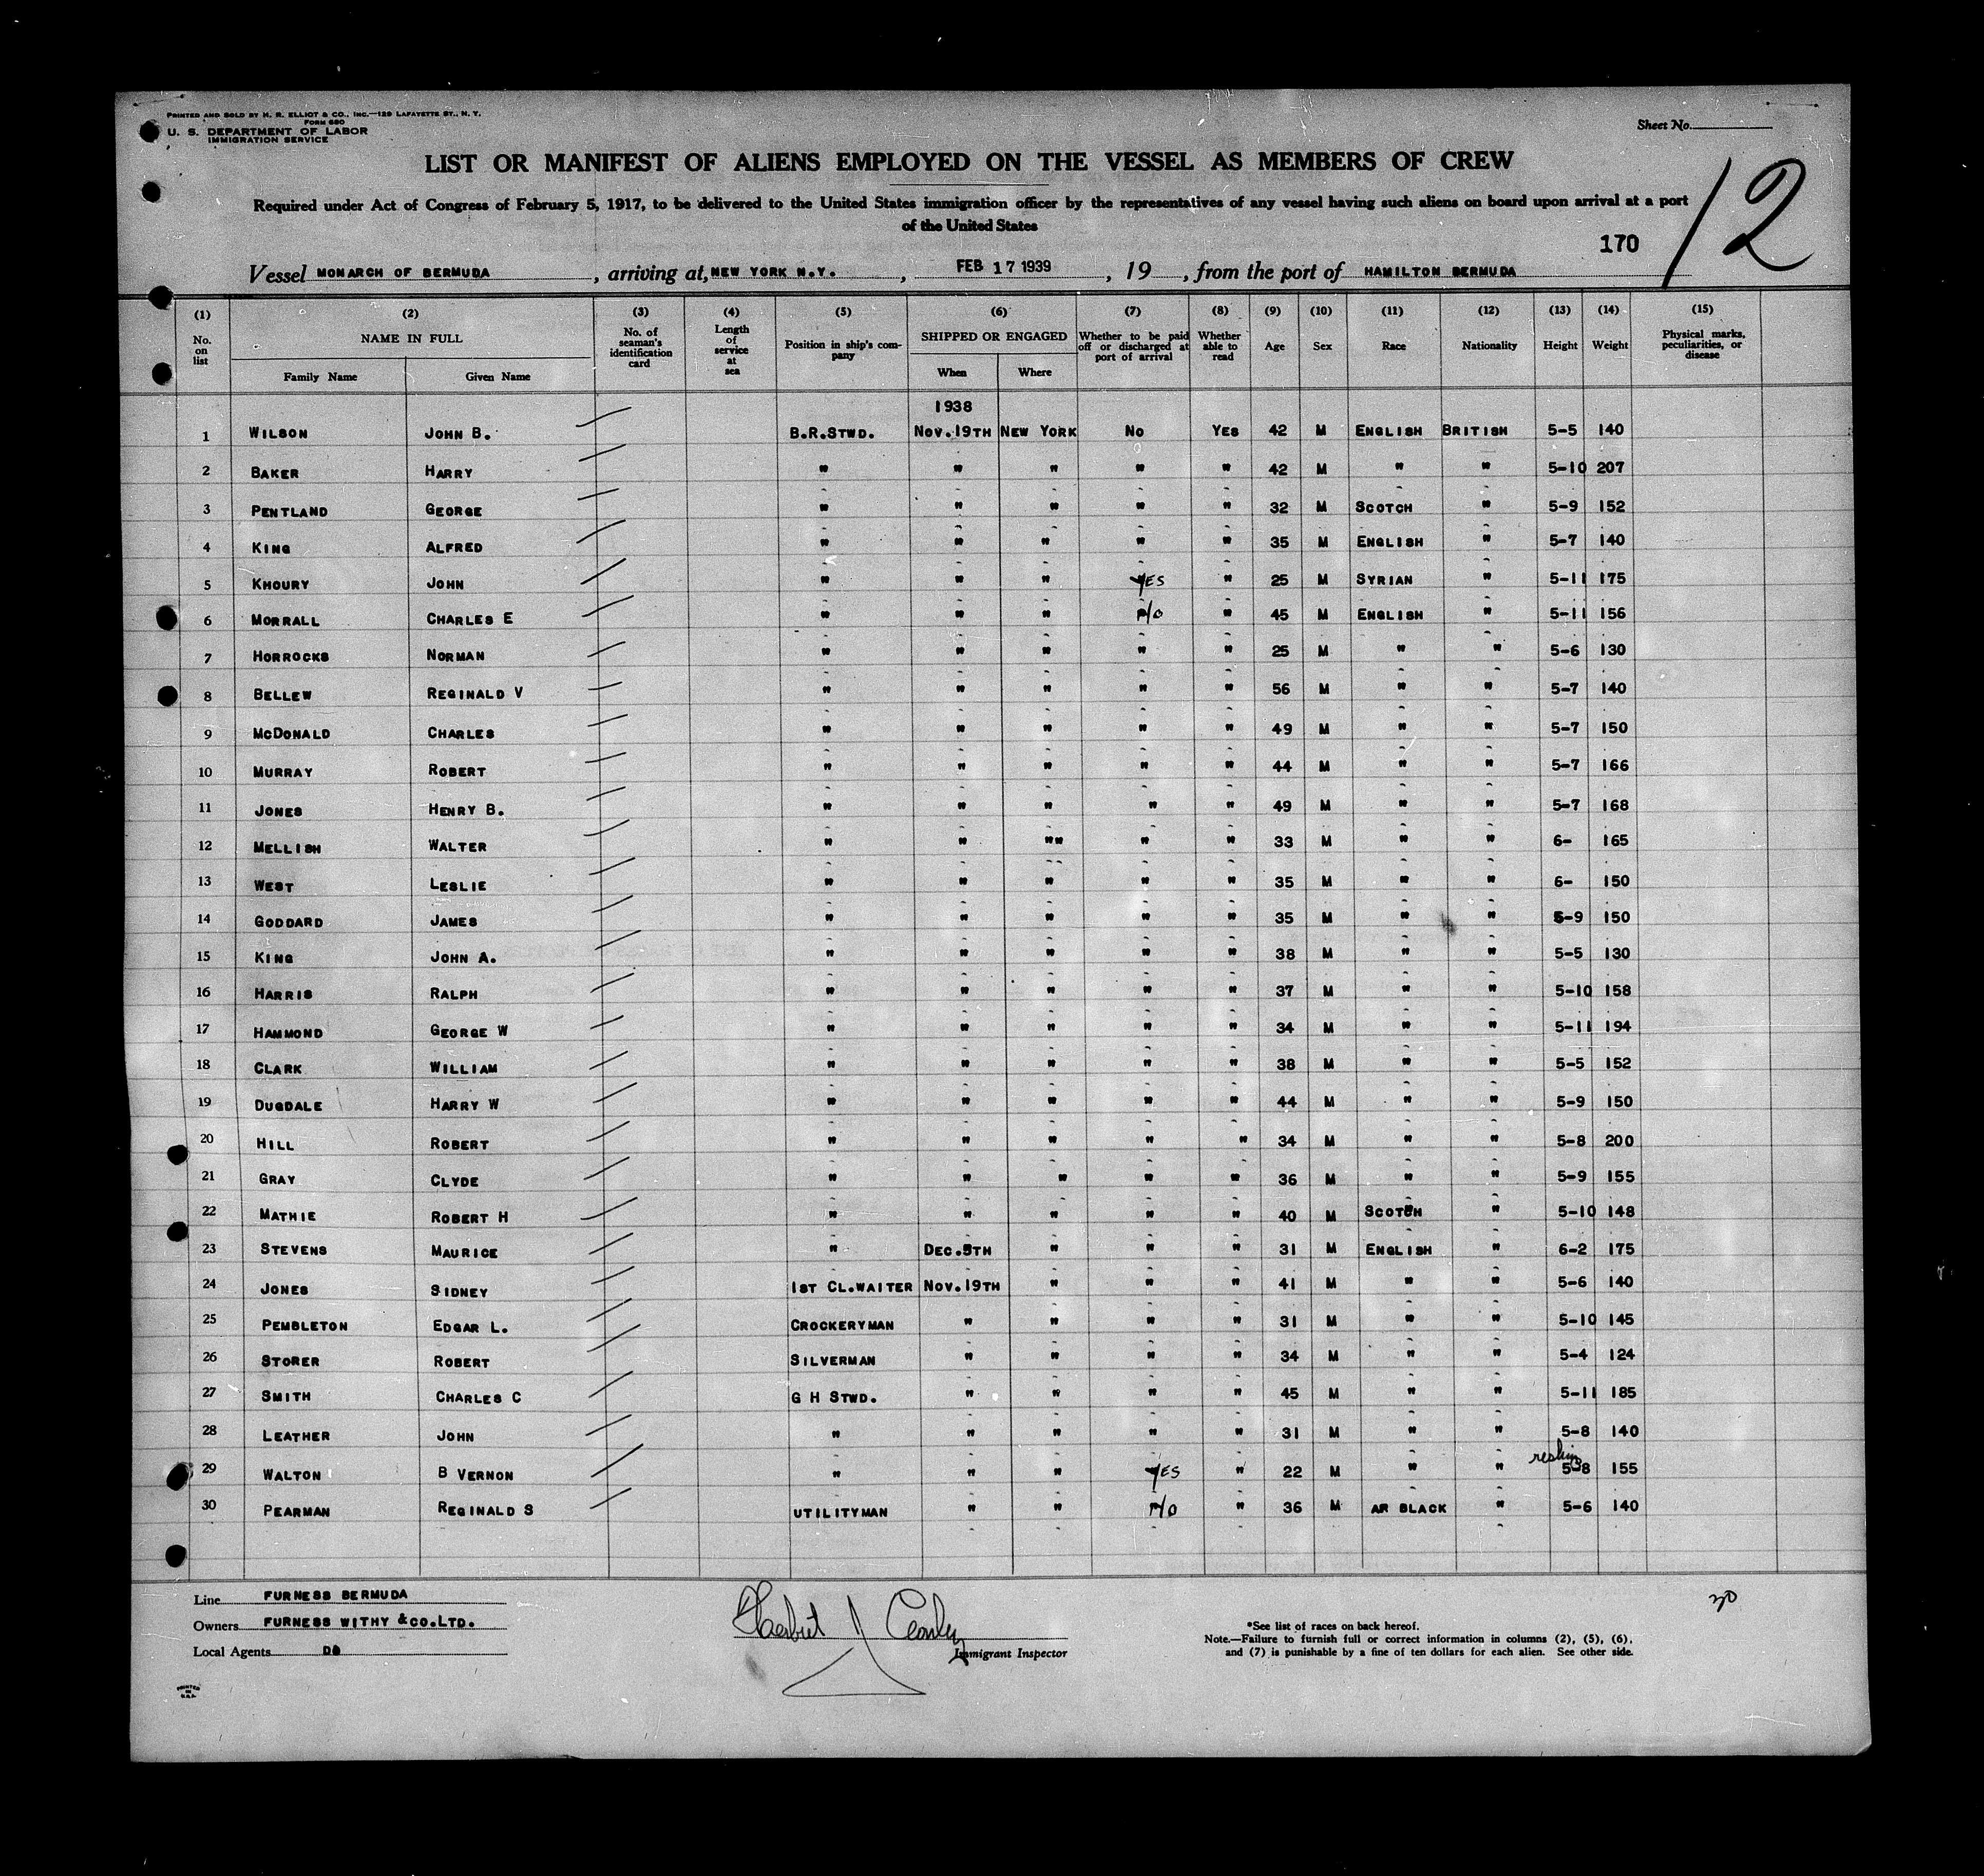 PRINTED AND SOLD BY H. R. ELLIOT & CO., INC.—129 LAFAYETTE ST., N. Y.
FORM 680
U. S. DEPARTMENT OF LABOR
IMMIGRATION SERVICE
Sheet No.
LIST OR MANIFEST OF ALIENS EMPLOYED ON THE VESSEL AS MEMBERS OF CREW
12
Required under Act of Congress of February 5, 1917, to be delivered to the United States immigration officer by the representatives of any vessel having such aliens on board upon arrival at a port
of the United States
170
Vessel MONARCH OF BERMUDA, arriving at, NEW YORK N.Y., FEB 17 1939, 19, from the port of HAMILTON BERMUDA
(1) (2) (3) (4) (5) (6) (7) (8) (9) (10) (11) (12) (13) (14) (15)
No. on list NAME IN FULL Family Name Given Name No. of seaman's identification card Length of service at sea Position in ship's company SHIPPED OR ENGAGED When Where Whether to be paid off or discharged at port of arrival Whether able to read Age Sex Race Nationality Height Weight Physical marks, peculiarities, or disease
1938
1 WILSON JOHN B. B.R.STWD. NOV.19TH NEW YORK NO YES 42 M ENGLISH BRITISH 5-5 140
2 BAKER HARRY " " " " " 42 M " " 5-10 207
3 PENTLAND GEORGE " " " " " 32 M SCOTCH " 5-9 152
4 KING ALFRED " " " " " 35 M ENGLISH " 5-7 140
5 KHOURY JOHN " " " YES " 25 M SYRIAN " 5-11 175
6 MORRALL CHARLES E " " " NO " 45 M ENGLISH " 5-11 156
7 HORROCKS NORMAN " " " " " 25 M " " 5-6 130
8 BELLEW REGINALD V " " " " " 56 M " " 5-7 140
9 MCDONALD CHARLES " " " " " 49 M " " 5-7 150
10 MURRAY ROBERT " " " " " 44 M " " 5-7 166
11 JONES HENRY B. " " " " " 49 M " " 5-7 168
12 MELLISH WALTER " " "" " " 33 M " " 6- 165
13 WEST LESLIE " " " " " 35 M " " 6- 150
14 GODDARD JAMES " " " " " 35 M " " 5-9 150
15 KING JOHN A. " " " " " 38 M " " 5-5 130
16 HARRIS RALPH " " " " " 37 M " " 5-10 158
17 HAMMOND GEORGE W " " " " " 34 M " " 5-11 194
18 CLARK WILLIAM " " " " " 38 M " " 5-5 152
19 DUGDALE HARRY W " " " " " 44 M " " 5-9 150
20 HILL ROBERT " " " " " 34 M " " 5-8 200
21 GRAY CLYDE " " " " " 36 M " " 5-9 155
22 MATHIE ROBERT H " " " " " 40 M SCOTCH " 5-10 148
23 STEVENS MAURICE " DEC.5TH " " " 31 M ENGLISH " 6-2 175
24 JONES SIDNEY 1ST CL.WAITER NOV.19TH " " " 41 M " " 5-6 140
25 PEMBLETON EDGAR L. CROCKERYMAN " " " " 31 M " " 5-10 145
26 STORER ROBERT SILVERMAN " " " " 34 M " " 5-4 124
27 SMITH CHARLES C G H STWD. " " " " 45 M " " 5-11 185
28 LEATHER JOHN " " " " " 31 M " " 5-8 140
29 WALTON B VERNON " " " YES " 22 M " " 5-8 155
30 PEARMAN REGINALD S UTILITYMAN " " NO " 36 M AF BLACK " 5-6 140
Line FURNESS BERMUDA
Owners FURNESS WITHY &CO.LTD.
Local Agents DO
Immigrant Inspector
30
*See list of races on back hereof.
Note.—Failure to furnish full or correct information in columns (2), (5), (6),
and (7) is punishable by a fine of ten dollars for each alien. See other side.
PRINTED
IN
U.S.A.